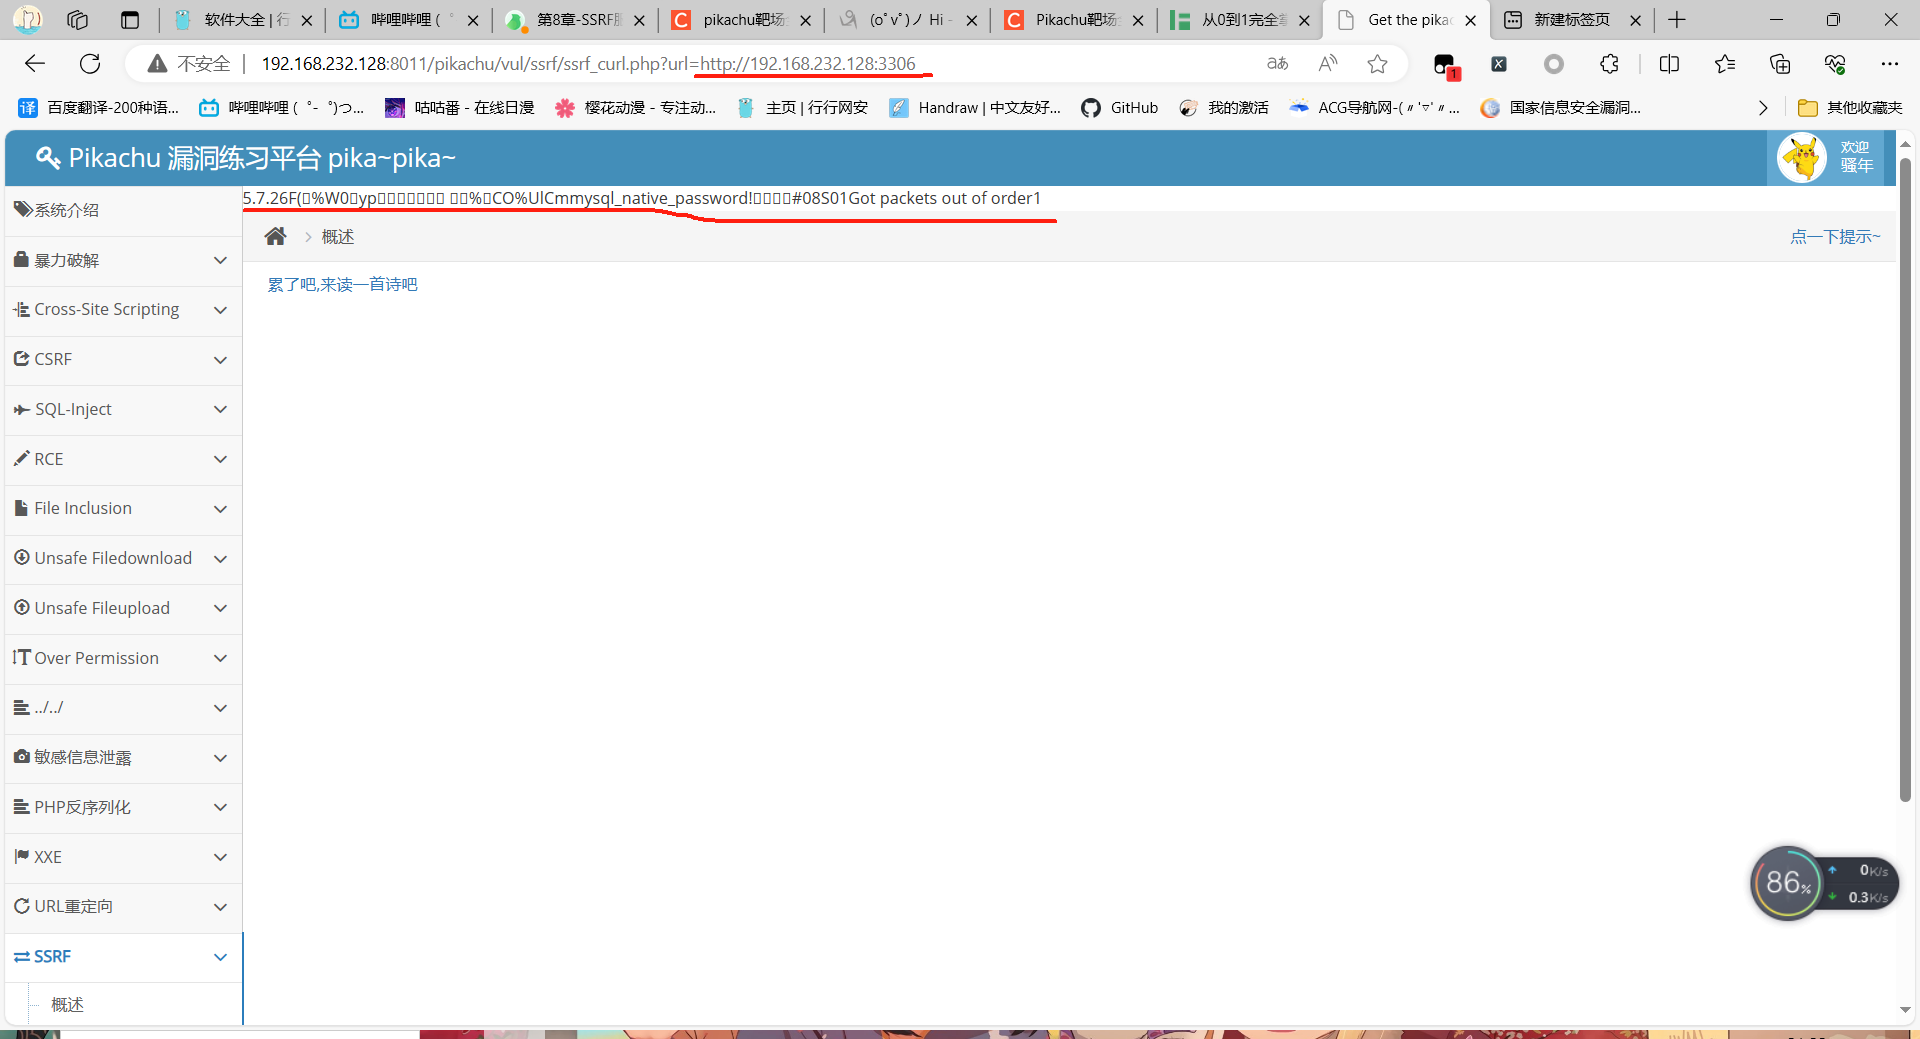 软件大全 | 行
哔哩哔哩 ( ゜
第8章-SSRF服
pikachu靶场
(o゚v゚)ノ Hi -
Pikachu靶场
从0到1完全掌
Get the pikac
新建标签页
不安全 | 192.168.232.128:8011/pikachu/vul/ssrf/ssrf_curl.php?url=http://192.168.232.128:3306
aあ
A
1
译 百度翻译-200种语...
哔哩哔哩 ( ゜- ゜)つ...
咕咕番 - 在线日漫
樱花动漫 - 专注动...
主页 | 行行网安
Handraw | 中文友好...
GitHub
我的激活
ACG导航网-(〃'▽'〃...
国家信息安全漏洞...
其他收藏夹
Pikachu 漏洞练习平台 pika~pika~
欢迎
骚年
5.7.26F(▯%W0▯yp▯▯▯▯▯▯▯ ▯▯%▯CO%UlCmmysql_native_password!▯▯▯▯#08S01Got packets out of order1
概述
点一下提示~
累了吧,来读一首诗吧
系统介绍
暴力破解
Cross-Site Scripting
CSRF
SQL-Inject
RCE
File Inclusion
Unsafe Filedownload
Unsafe Fileupload
Over Permission
../../
敏感信息泄露
PHP反序列化
XXE
URL重定向
SSRF
概述
86%
0K/s
0.3K/s